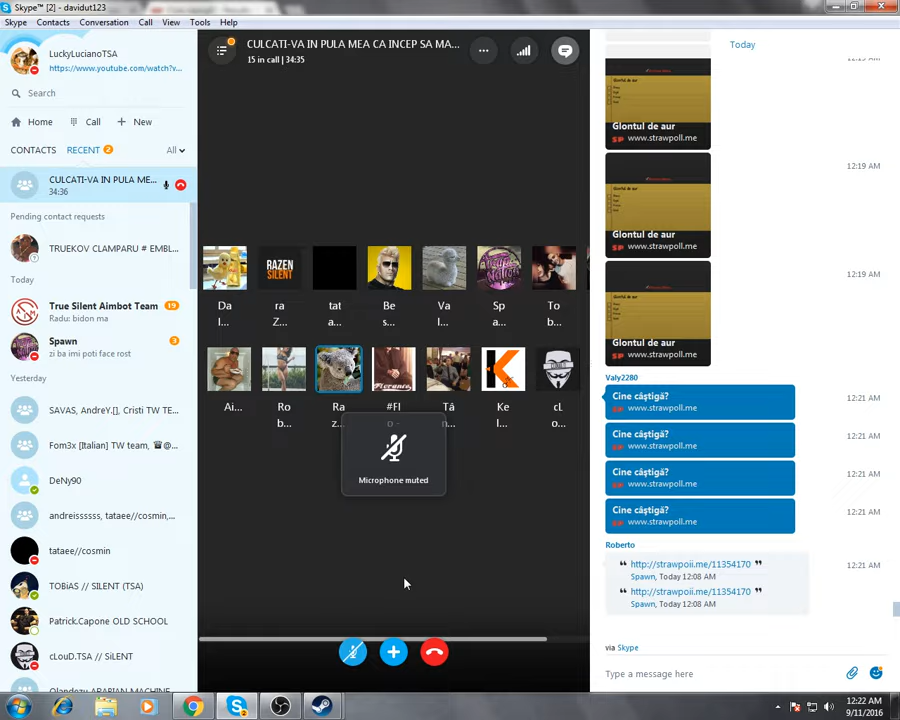 Skype™ [2] - davidut123
Skype Contacts Conversation Call View Tools Help
LuckyLucianoTSA
https://www.youtube.com/watch?v...
Search
Home Call New
CONTACTS RECENT 2 All
CULCATI-VA IN PULA ME...
34:36
Pending contact requests
TRUEKOV CLAMPARU # EMBL...
Today
True Silent Aimbot Team 19
Radu: bidon ma
Spawn 3
zi ba imi poti face rost
Yesterday
SAVAS, AndreY.[], Cristi TW TE...
Fom3x [Italian] TW team, ☎@...
DeNy90
andreissssss, tataee//cosmin,...
tataee//cosmin
TOBiAS // SILENT (TSA)
Patrick.Capone OLD SCHOOL
cLouD.TSA // SiLENT
Olandezu ARABIAN MACHINE
CULCATI-VA IN PULA MEA CA INCEP SA MA...
15 in call | 34:35
RAZEN
SILENT
Da ra tat Be Va Sp To
l... Z... a... s... l... a... b...
Ai... Ro Ra #Fl Tâ Ke cL
b... z... o - n... l... o...
Microphone muted
Today
Glontul de aur
www.strawpoll.me
12:19 AM
Glontul de aur
www.strawpoll.me
12:19 AM
Glontul de aur
www.strawpoll.me
Valy2280
Cine câştigă?
www.strawpoll.me
12:21 AM
Cine câştigă?
www.strawpoll.me
12:21 AM
Cine câştigă?
www.strawpoll.me
12:21 AM
Cine câştigă?
www.strawpoll.me
12:21 AM
Roberto
http://strawpoii.me/11354170
12:21 AM
Spawn, Today 12:08 AM
http://strawpoii.me/11354170
Spawn, Today 12:08 AM
via Skype
Type a message here
12:22 AM
9/11/2016